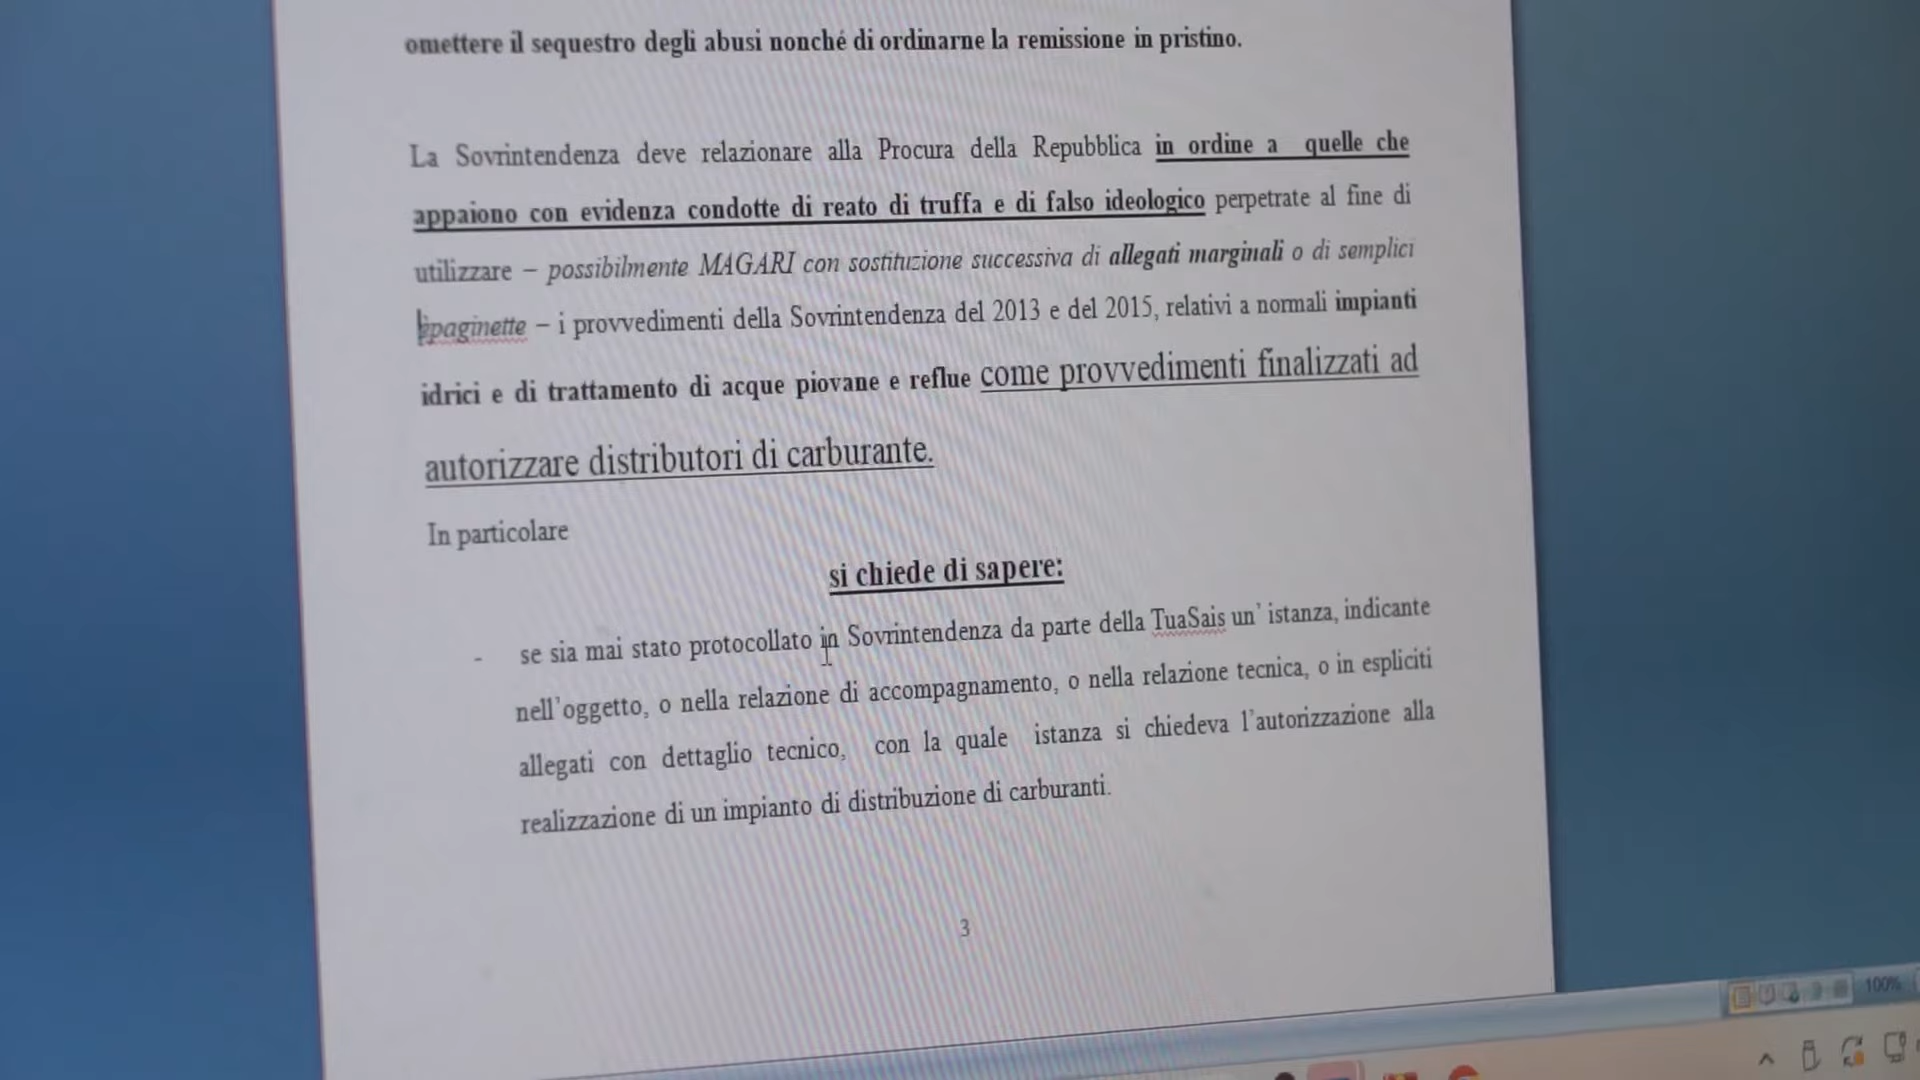 omettere il sequestro degli abusi nonché di ordinarne la remissione in pristino.
La Sovrintendenza deve relazionare alla Procura della Repubblica in ordine a quelle che
appaiono con evidenza condotte di reato di truffa e di falso ideologico perpetrate al fine di
utilizzare – possibilmente MAGARI con sostituzione successiva di allegati marginali o di semplici
paginette – i provvedimenti della Sovrintendenza del 2013 e del 2015, relativi a normali impianti
idrici e di trattamento di acque piovane e reflue come provvedimenti finalizzati ad
autorizzare distributori di carburante.
In particolare
si chiede di sapere:
- se sia mai stato protocollato in Sovrintendenza da parte della TuaSais un' istanza, indicante
nell'oggetto, o nella relazione di accompagnamento, o nella relazione tecnica, o in espliciti
allegati con dettaglio tecnico, con la quale istanza si chiedeva l'autorizzazione alla
realizzazione di un impianto di distribuzione di carburanti.
3
100%